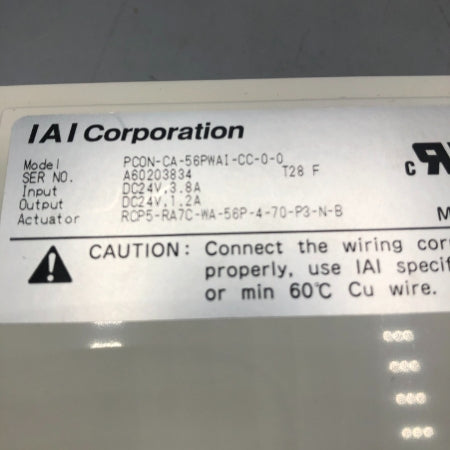 IAI Corporation
Model PCON-CA-56PWAI-CC-0-0
SER NO. A60203834 T28 F
Input DC24V.3.8A
Output DC24V.1.2A
Actuator RCP5-RA7C-WA-56P-4-70-P3-N-B
CAUTION: Connect the wiring cor
properly, use IAI specif
or min 60℃ Cu wire.